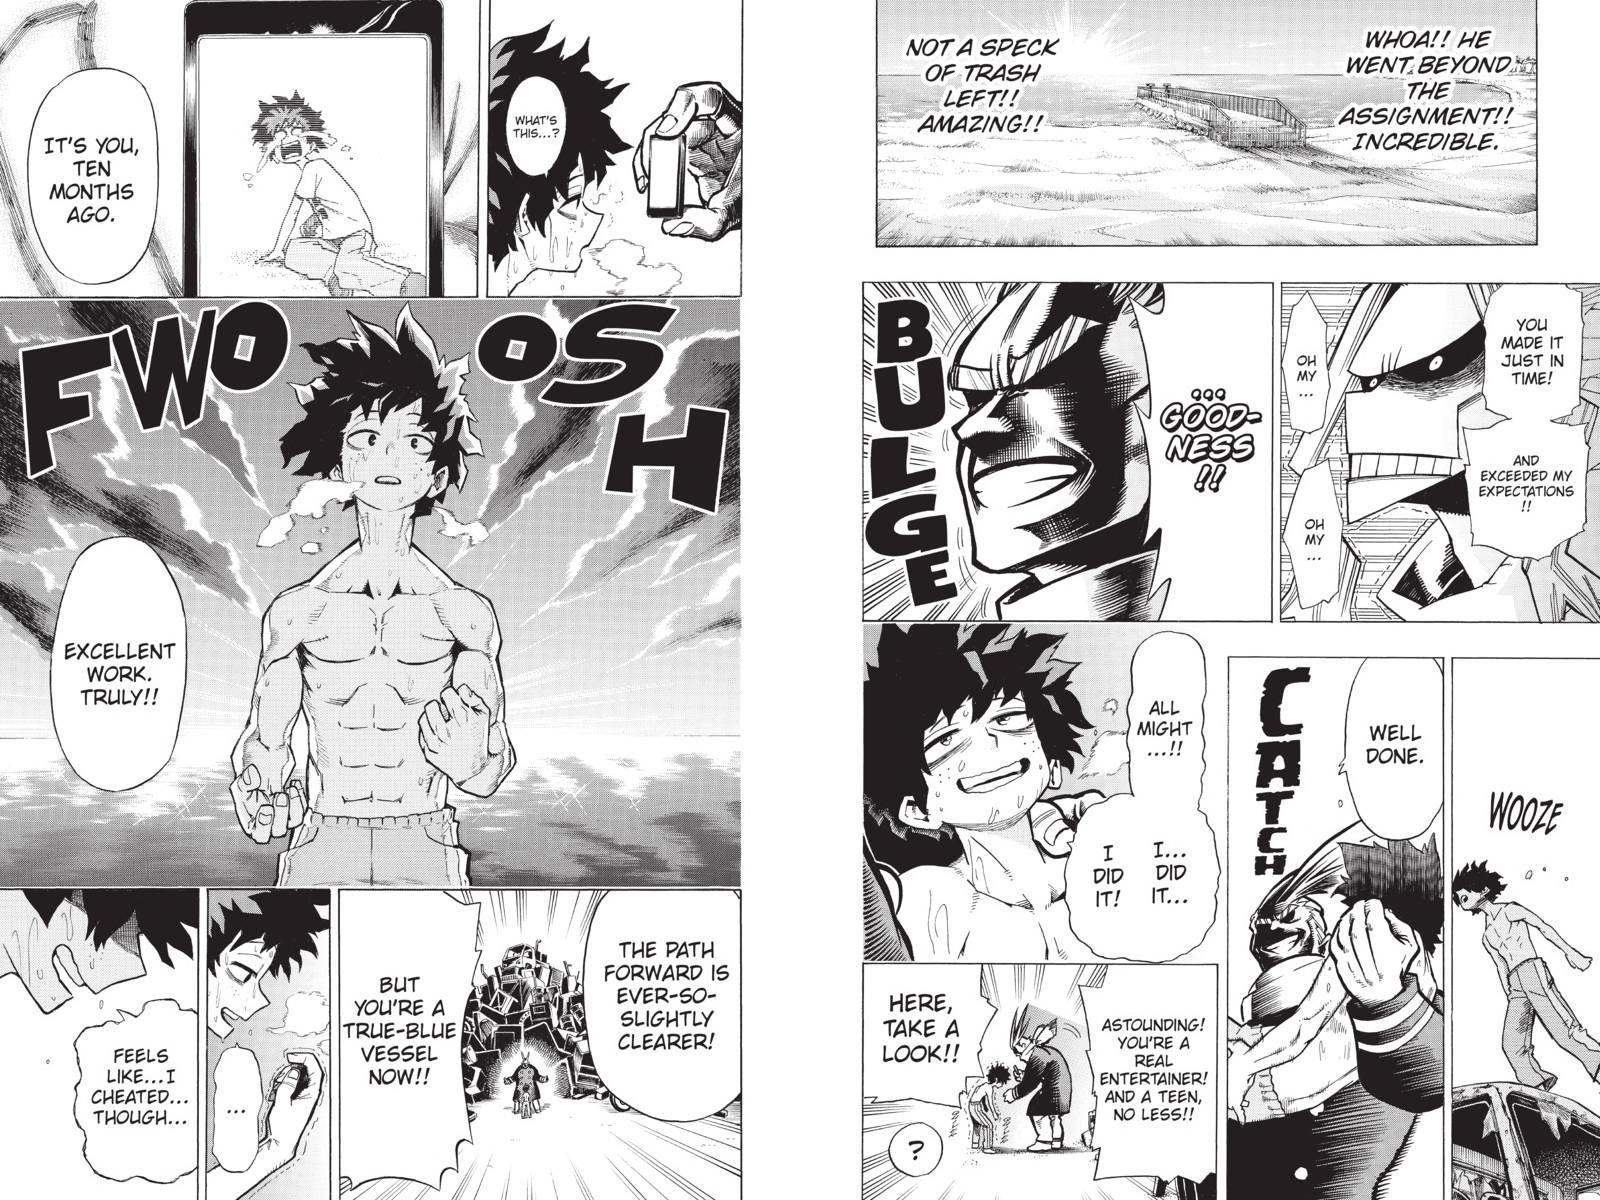 WHOA!! HE
WENT BEYOND
THE
ASSIGNMENT!!
INCREDIBLE.
NOT A SPECK
OF TRASH
LEFT!!
AMAZING!!
YOU
MADE IT
JUST IN
TIME!
AND
EXCEEDED MY
EXPECTATIONS
!!
OH
MY
...
OH
MY
...
...
GOOD-
NESS
!!
BULGE
WOOZE
WELL
DONE.
CATCH
ALL
MIGHT
...!!
I...
DID
IT...
I
DID
IT!
ASTOUNDING!
YOU'RE A
REAL
ENTERTAINER!
AND A TEEN,
NO LESS!!
HERE,
TAKE A
LOOK!!
?
WHAT'S
THIS...?
IT'S YOU,
TEN
MONTHS
AGO.
FWOOOSH
EXCELLENT
WORK.
TRULY!!
THE PATH
FORWARD IS
EVER-SO-
SLIGHTLY
CLEARER!
BUT
YOU'RE A
TRUE-BLUE
VESSEL
NOW!!
...
FEELS
LIKE...I
CHEATED...
THOUGH...